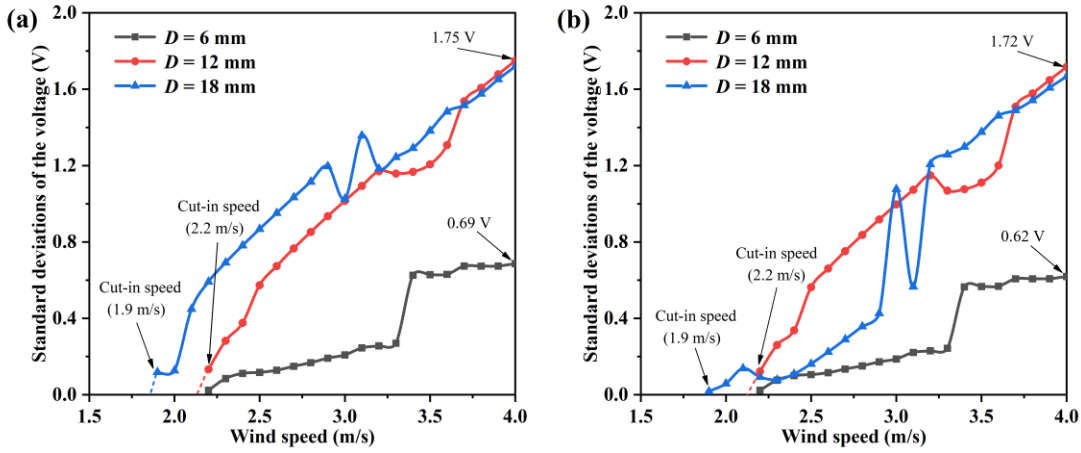 (a)
Standard deviations of the voltage (V)
2.0
1.6
1.2
0.8
0.4
0.0
D = 6 mm
D = 12 mm
D = 18 mm
1.75 V
Cut-in speed
(2.2 m/s)
0.69 V
Cut-in speed
(1.9 m/s)
1.5 2.0 2.5 3.0 3.5 4.0
Wind speed (m/s)
(b)
Standard deviations of the voltage (V)
2.0
1.6
1.2
0.8
0.4
0.0
D = 6 mm
D = 12 mm
D = 18 mm
1.72 V
0.62 V
Cut-in speed
(2.2 m/s)
Cut-in speed
(1.9 m/s)
1.5 2.0 2.5 3.0 3.5 4.0
Wind speed (m/s)